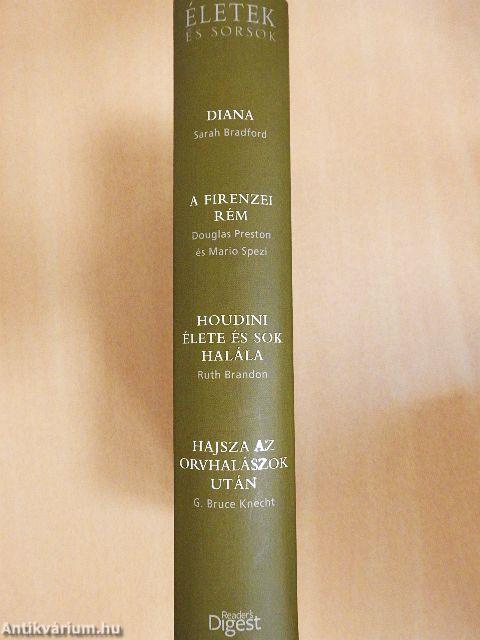 ÉLETEK
ÉS SORSOK
DIANA
Sarah Bradford
A FIRENZEI
RÉM
Douglas Preston
és Mario Spezi
HOUDINI
ÉLETE ÉS SOK
HALÁLA
Ruth Brandon
HAJSZA AZ
ORVHALÁSZOK
UTÁN
G. Bruce Knecht
Reader's
Digest
Antikvárium.hu